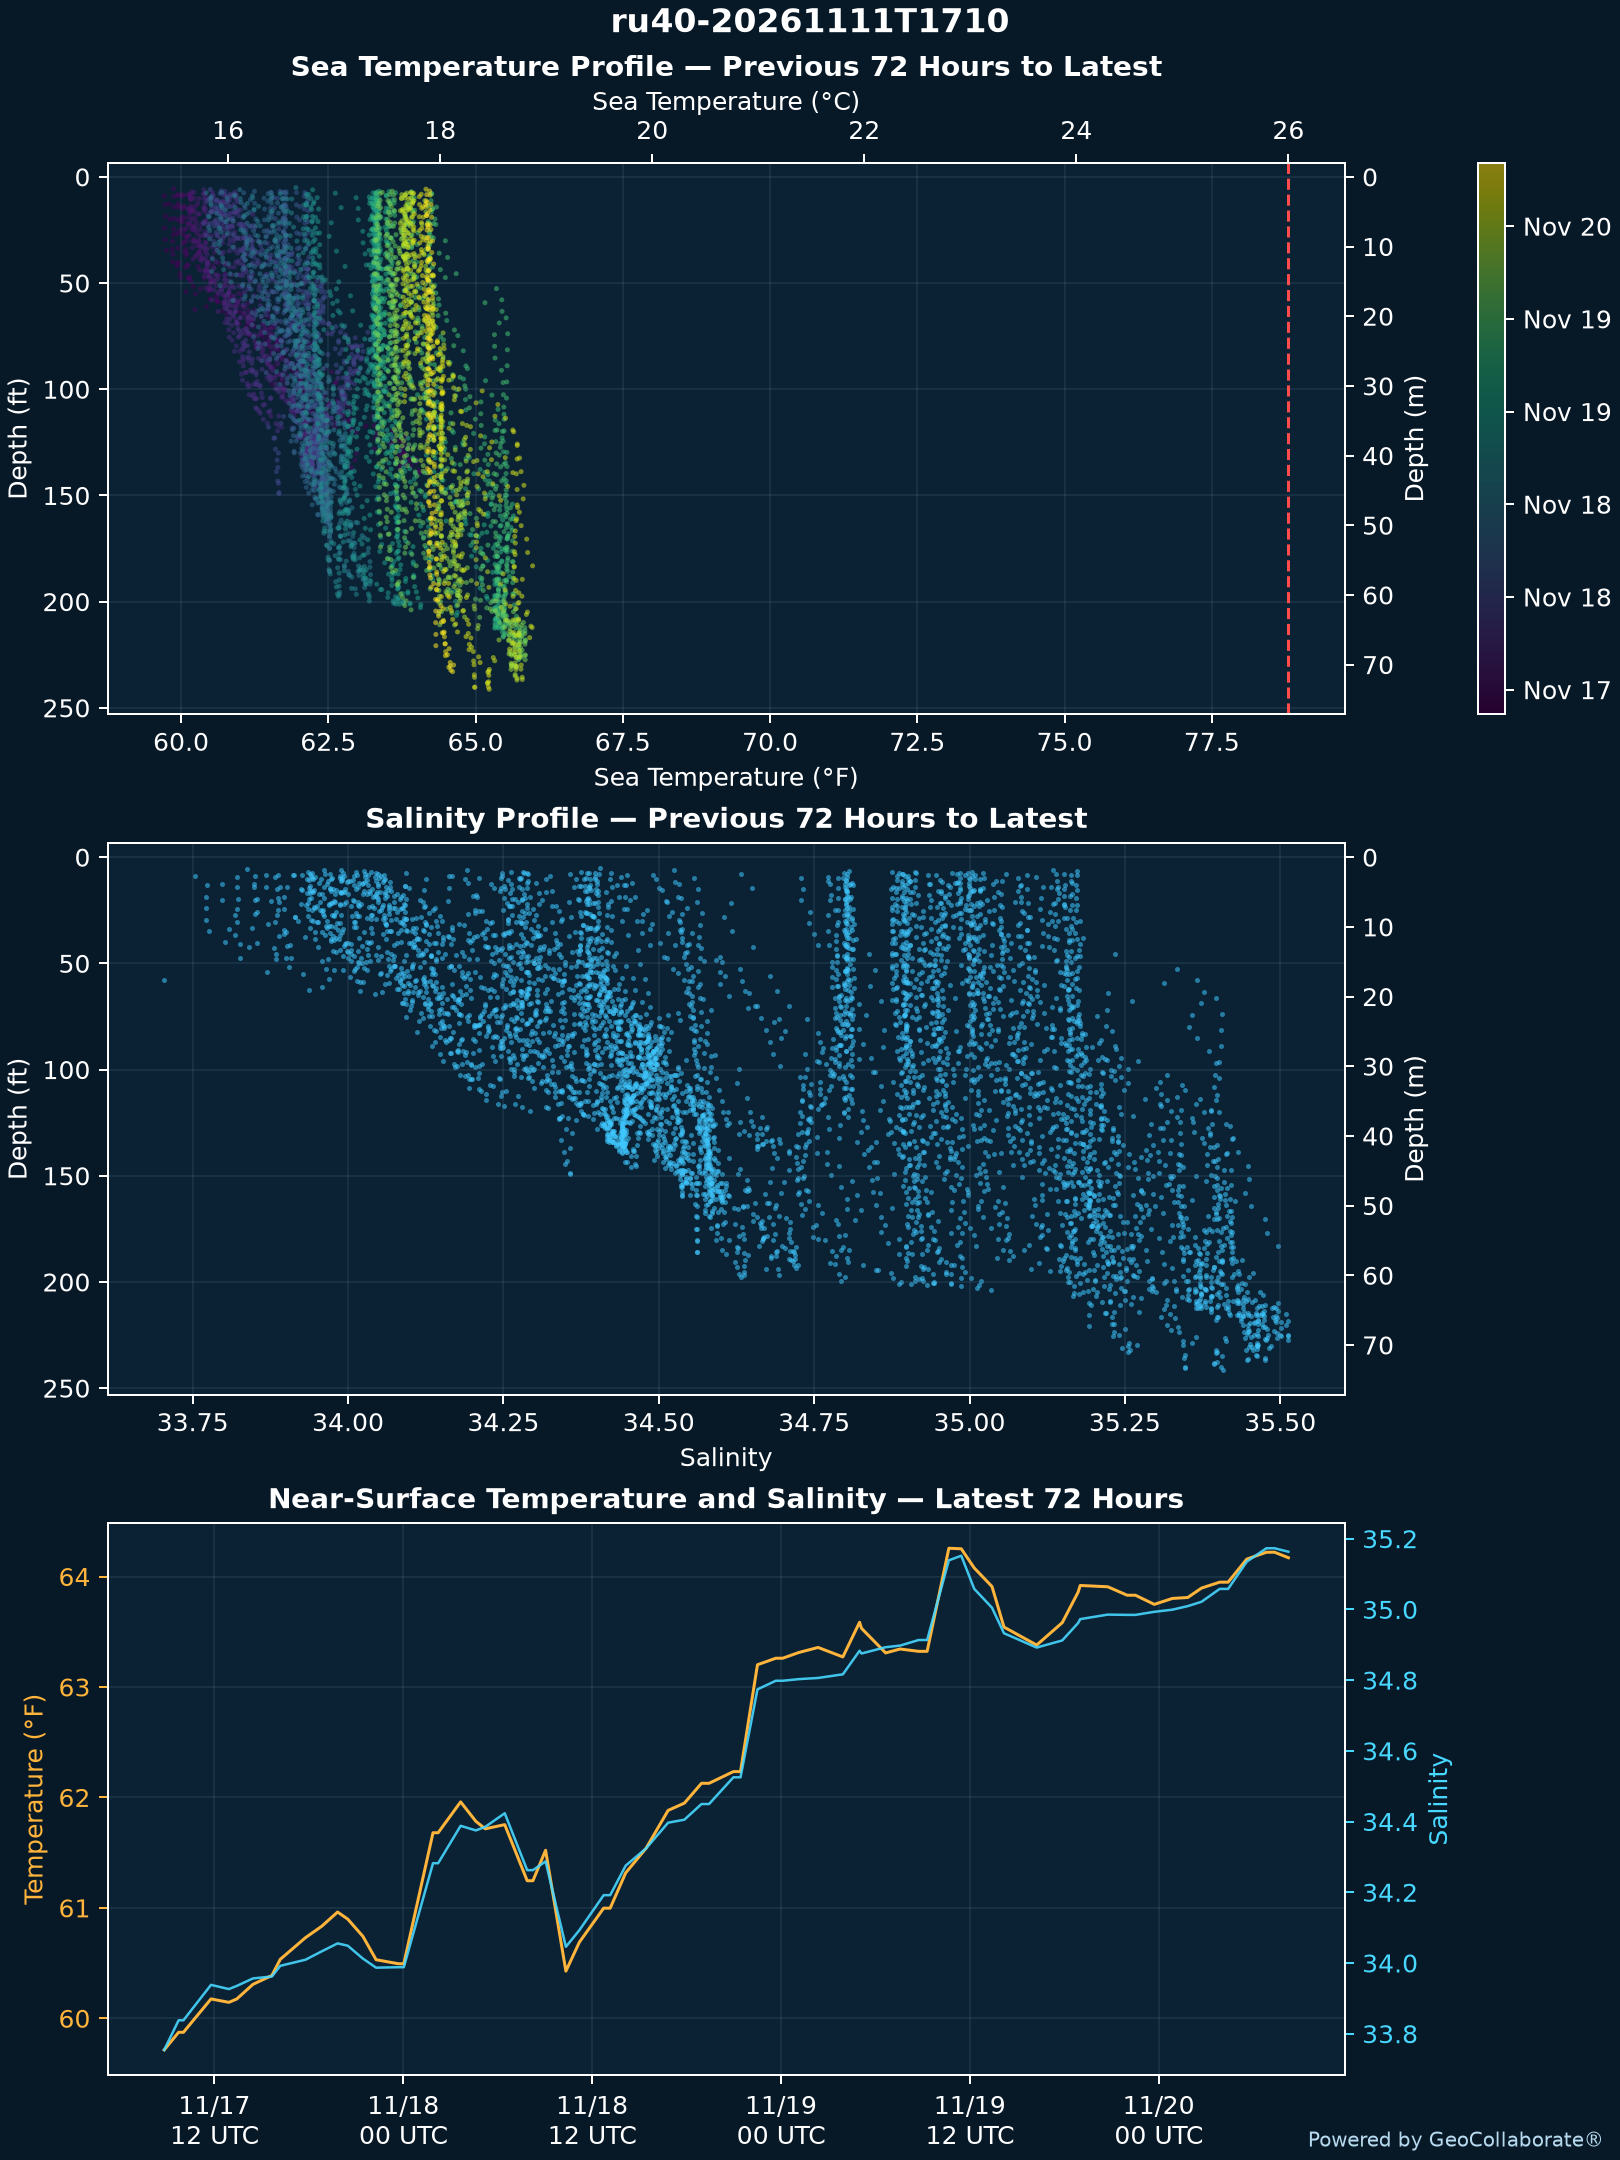 ru40-20261111T1710
Sea Temperature Profile — Previous 72 Hours to Latest
Sea Temperature (°C)
16 18 20 22 24 26
0 0
50 10
100 20
150 30
200 40
250 50
60
70
Depth (ft)
Depth (m)
Nov 20
Nov 19
Nov 19
Nov 18
Nov 18
Nov 17
60.0 62.5 65.0 67.5 70.0 72.5 75.0 77.5
Sea Temperature (°F)
Salinity Profile — Previous 72 Hours to Latest
0 0
50 10
100 20
150 30
200 40
250 50
60
70
Depth (ft)
Depth (m)
33.75 34.00 34.25 34.50 34.75 35.00 35.25 35.50
Salinity
Near-Surface Temperature and Salinity — Latest 72 Hours
64
63
62
61
60
Temperature (°F)
35.2
35.0
34.8
34.6
34.4
34.2
34.0
33.8
Salinity
11/17 11/18 11/18 11/19 11/19 11/20
12 UTC 00 UTC 12 UTC 00 UTC 12 UTC 00 UTC
Powered by GeoCollaborate®